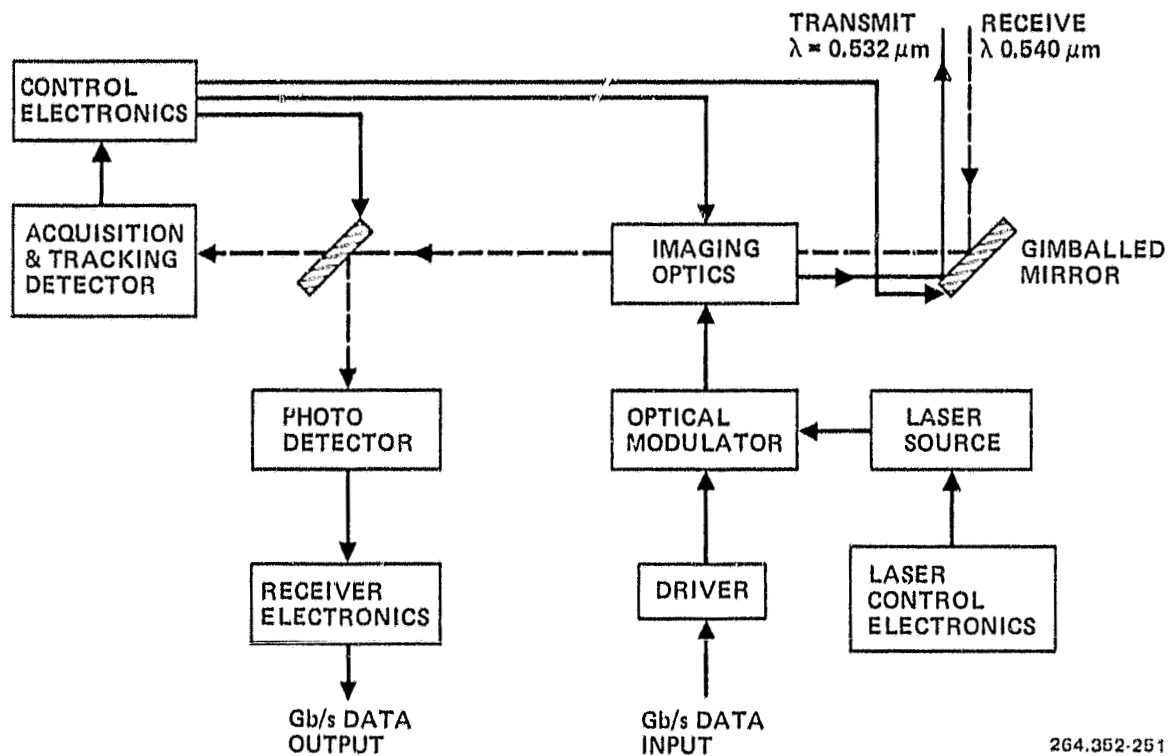 TRANSMIT
λ = 0.532 μm
RECEIVE
λ 0.540 μm
CONTROL
ELECTRONICS
ACQUISITION
& TRACKING
DETECTOR
IMAGING
OPTICS
GIMBALLED
MIRROR
PHOTO
DETECTOR
OPTICAL
MODULATOR
LASER
SOURCE
RECEIVER
ELECTRONICS
DRIVER
LASER
CONTROL
ELECTRONICS
Gb/s DATA
OUTPUT
Gb/s DATA
INPUT
264.352-251